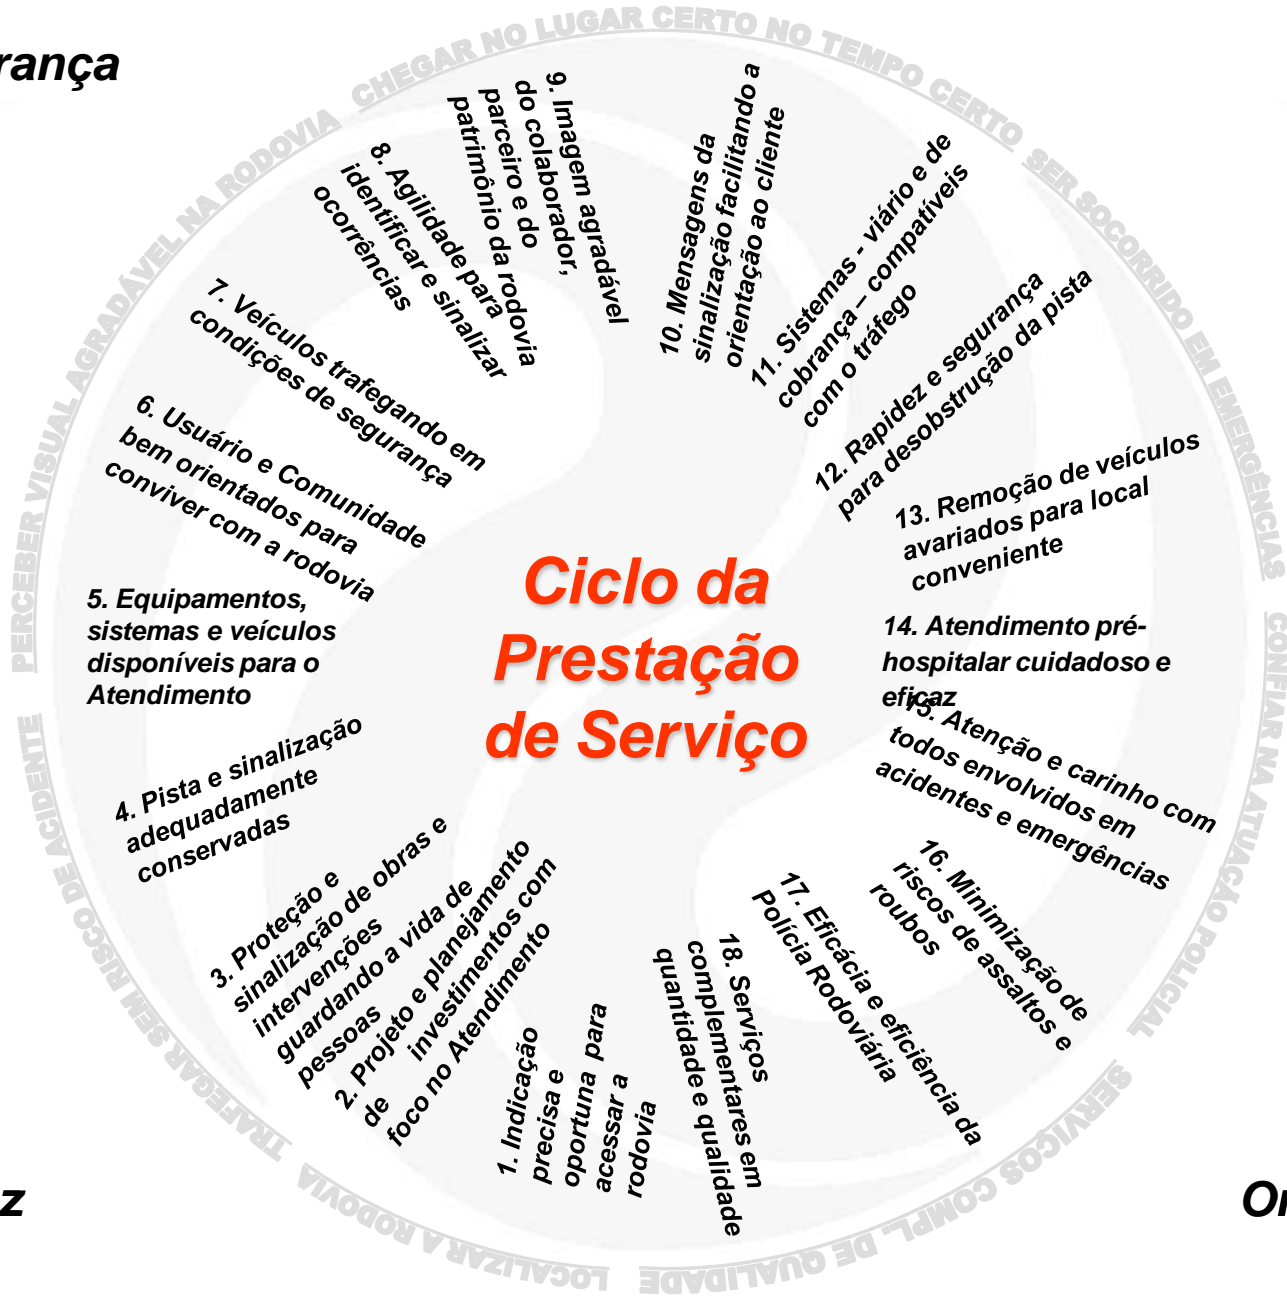 rança
CHEGAR NO LUGAR CERTO NO TEMPO CERTO
SER SOCORRIDO EM EMERGÊNCIAS
CONFIAR NA ATUAÇÃO POLICIAL
SERVIÇOS COMPL. DE QUALIDADE
LOCALIZAR A RODOVIA
TRAFEGAR SEM RISCO DE ACIDENTE
PERCEBER VISUAL AGRADÁVEL NA RODOVIA
Ciclo da
Prestação
de Serviço
1. Indicação
precisa e
oportuna para
acessar a
rodovia
2. Projeto e planejamento
de investimentos com
foco no Atendimento
3. Proteção e
sinalização de obras e
intervenções
guardando a vida de
pessoas
4. Pista e sinalização
adequadamente
conservadas
5. Equipamentos,
sistemas e veículos
disponíveis para o
Atendimento
6. Usuário e Comunidade
bem orientados para
conviver com a rodovia
7. Veículos trafegando em
condições de segurança
8. Agilidade para
identificar e sinalizar
ocorrências
9. Imagem agradável
do colaborador,
parceiro e do
patrimônio da rodovia
10. Mensagens da
sinalização facilitando a
orientação ao cliente
11. Sistemas - viário e de
cobrança – compatíveis
com o tráfego
12. Rapidez e segurança
para desobstrução da pista
13. Remoção de veículos
avariados para local
conveniente
14. Atendimento pré-
hospitalar cuidadoso e
eficaz
15. Atenção e carinho com
todos envolvidos em
acidentes e emergências
16. Minimização de
riscos de assaltos e
roubos
17. Eficácia e eficiência da
Polícia Rodoviária
18. Serviços
complementares em
quantidade e qualidade
z
Or